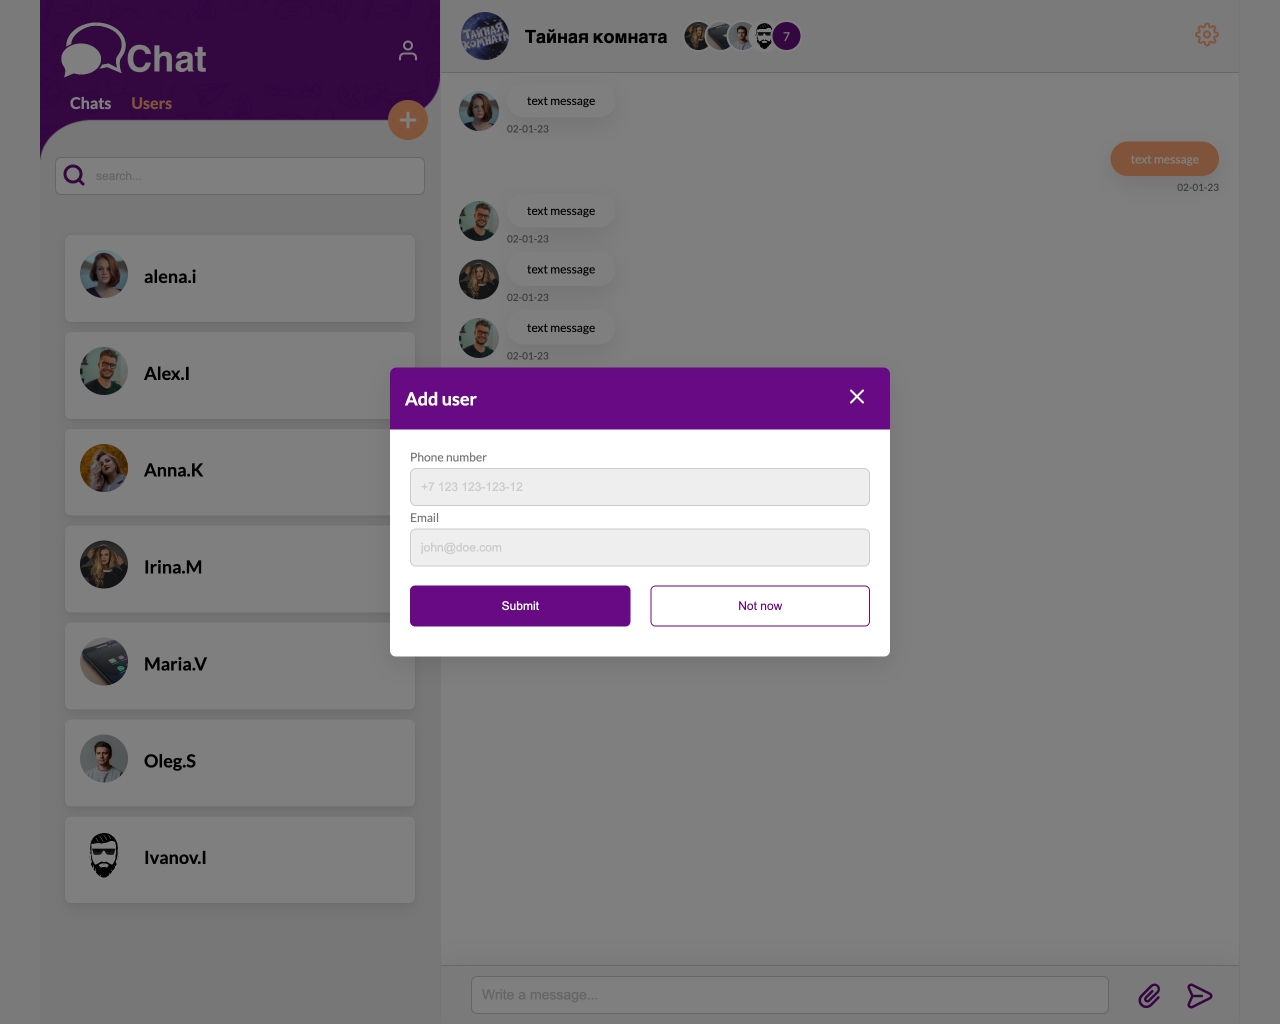 Chat
Chats Users
search...
alena.i
Alex.I
Anna.K
Irina.M
Maria.V
Oleg.S
Ivanov.I
ТАЙНАЯ КОМНАТА
Тайная комната 7
text message
02-01-23
text message
02-01-23
text message
02-01-23
text message
02-01-23
text message
02-01-23
Add user
Phone number
+7 123 123-123-12
Email
john@doe.com
Submit Not now
Write a message...